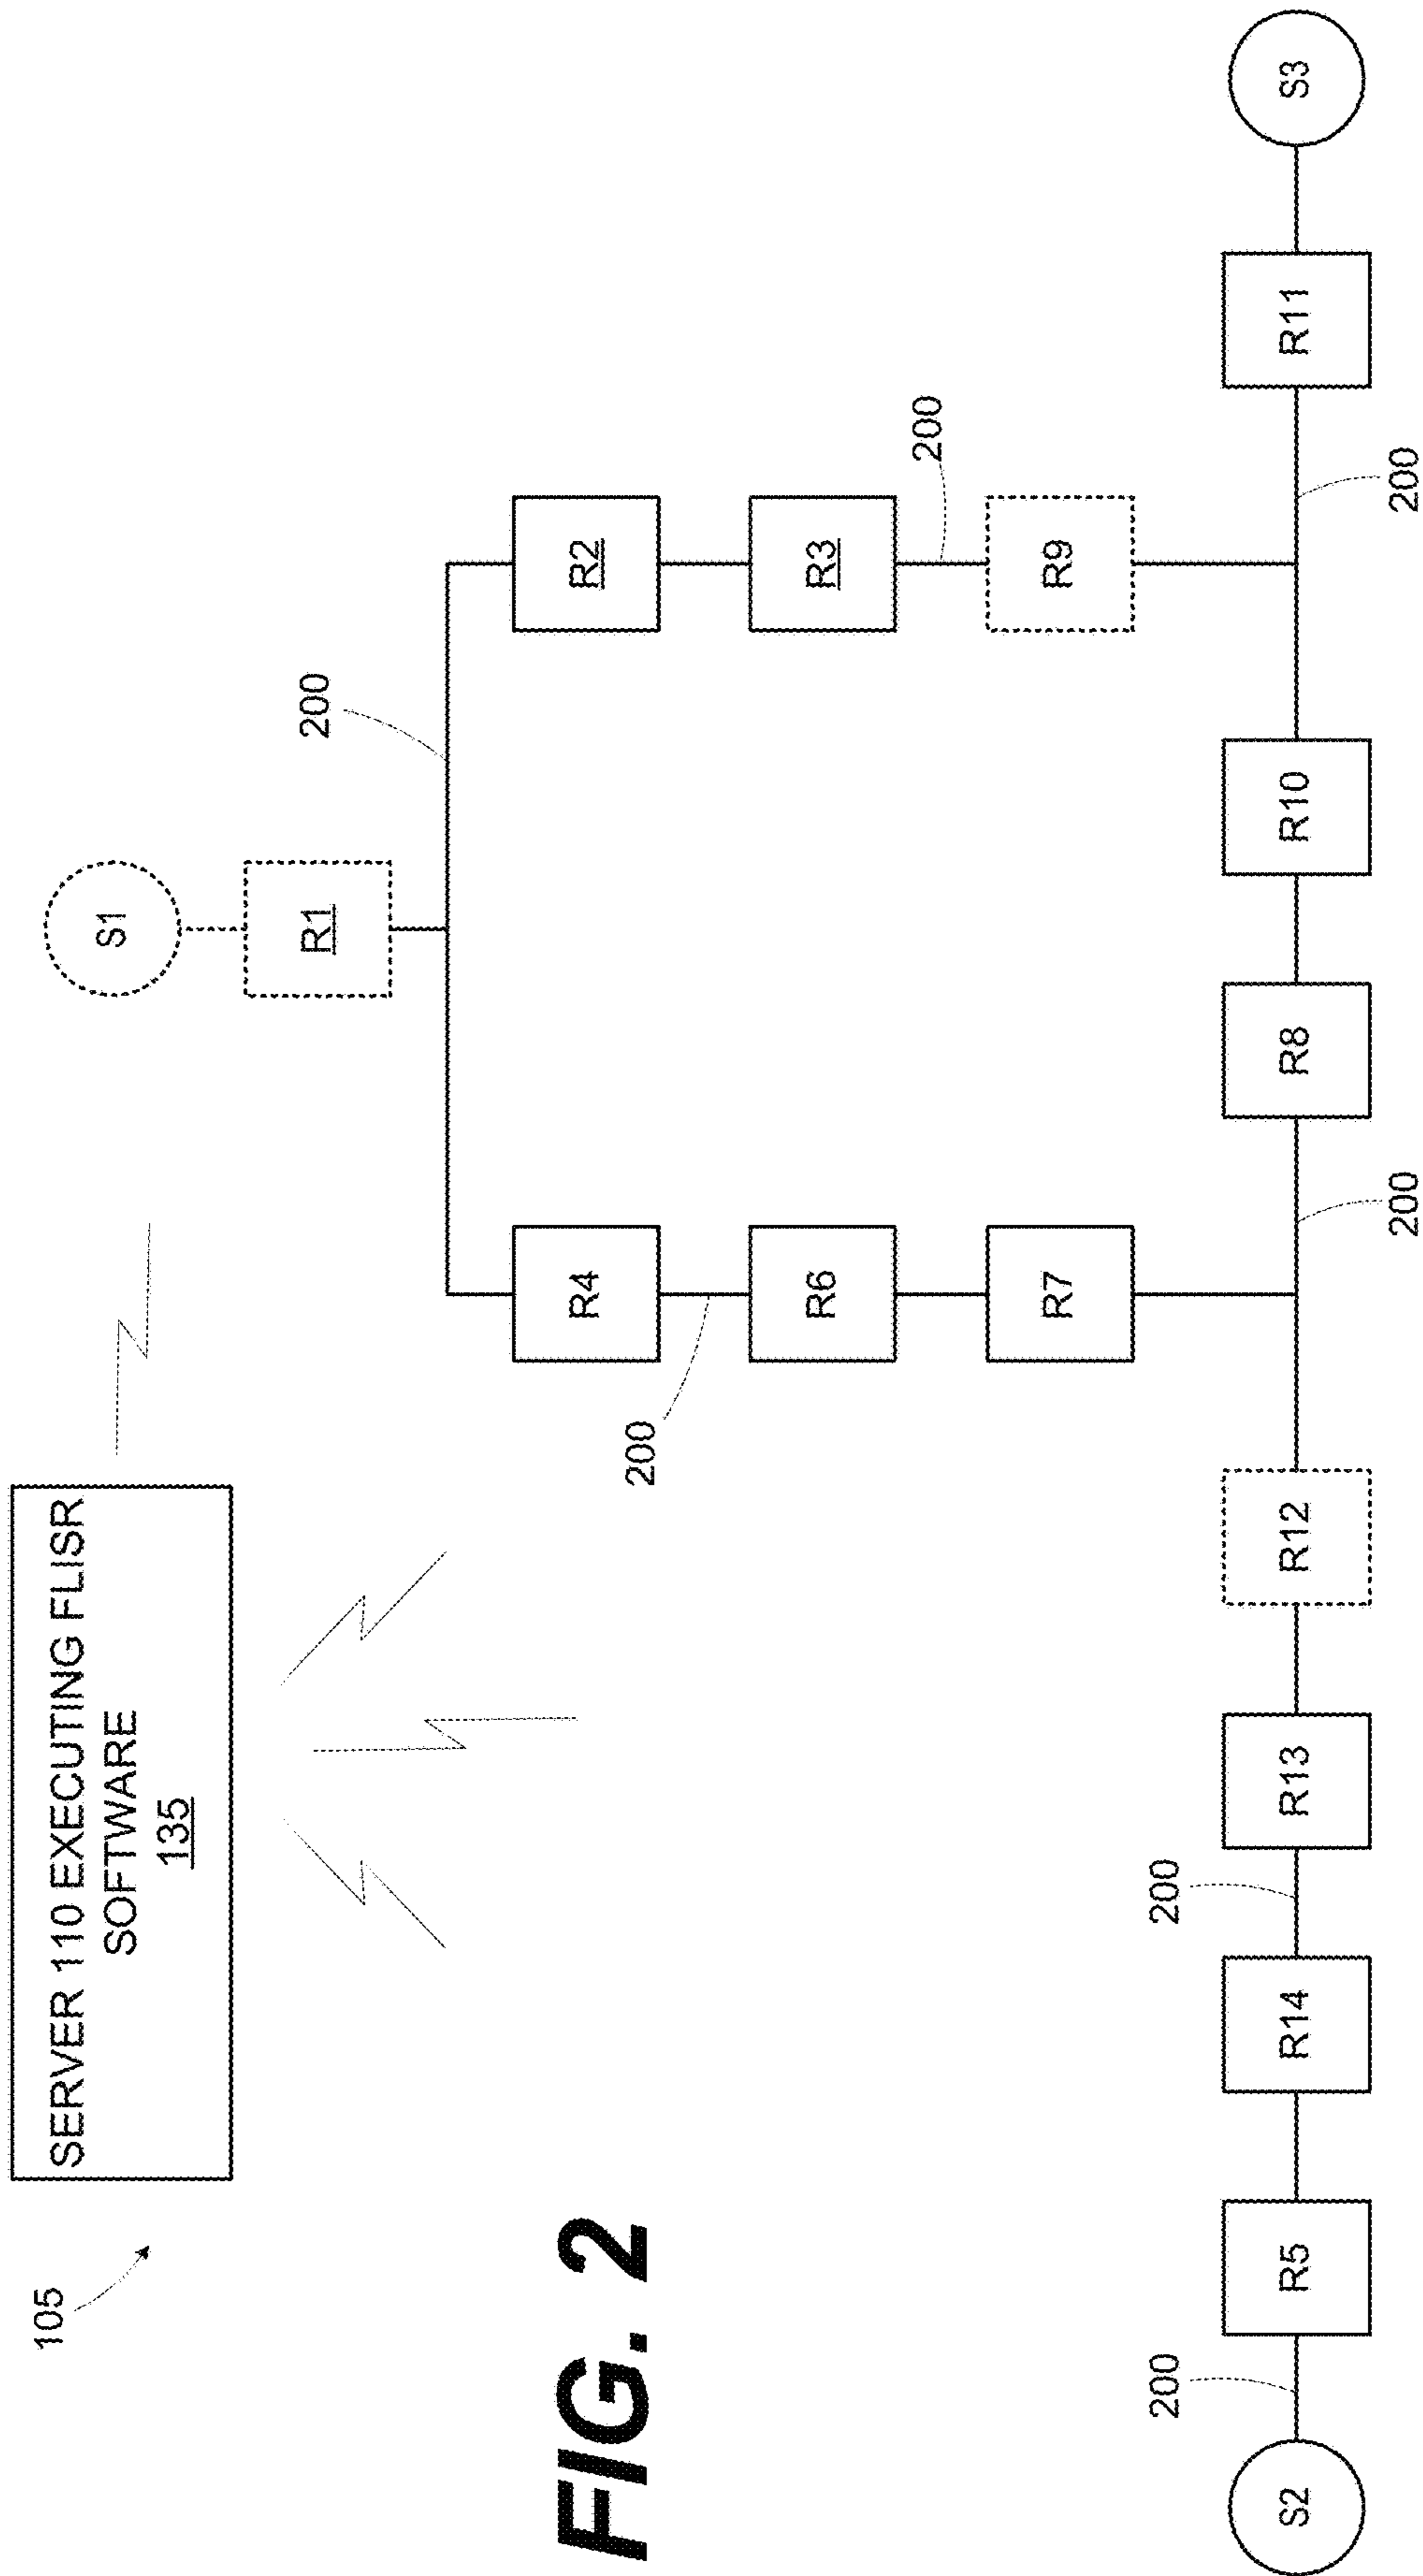 105
SERVER 110 EXECUTING FLISR
SOFTWARE
135
S1
R1
200
R4
R2
200
R6
R3
200
R7
R9
200
200
200
200
S2
R5
R14
R13
R12
R8
R10
R11
S3
200
FIG. 2